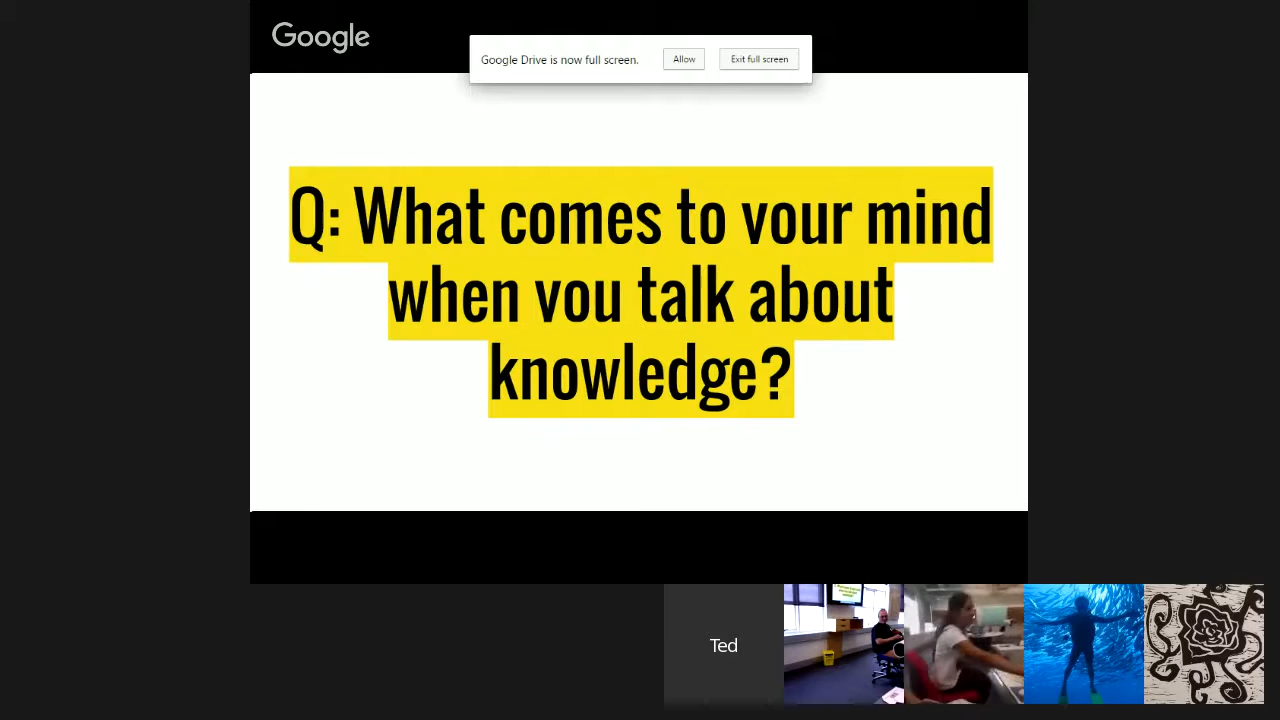 Google
Google Drive is now full screen.
Allow
Exit full screen
Q: What comes to your mind
when you talk about
knowledge?
Ted